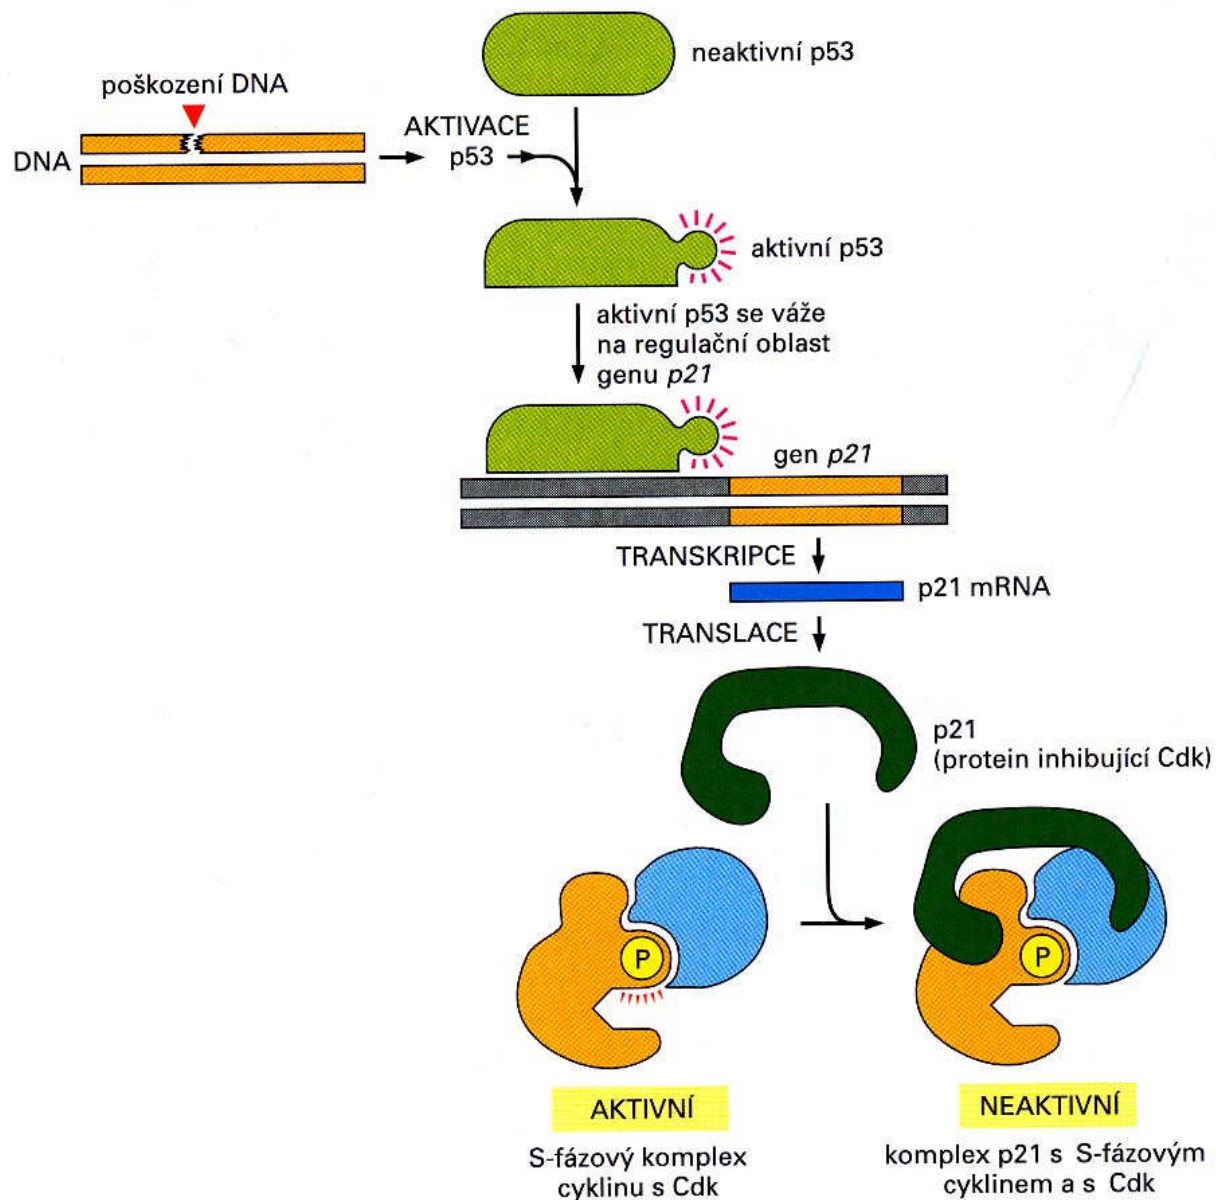 neaktivní p53
poškození DNA
DNA
AKTIVACE
p53
aktivní p53
aktivní p53 se váže
na regulační oblast
genu p21
gen p21
TRANSKRIPCE
p21 mRNA
TRANSLACE
p21
(protein inhibující Cdk)
P
P
AKTIVNÍ
S-fázový komplex
cyklinu s Cdk
NEAKTIVNÍ
komplex p21 s S-fázovým
cyklinem a s Cdk